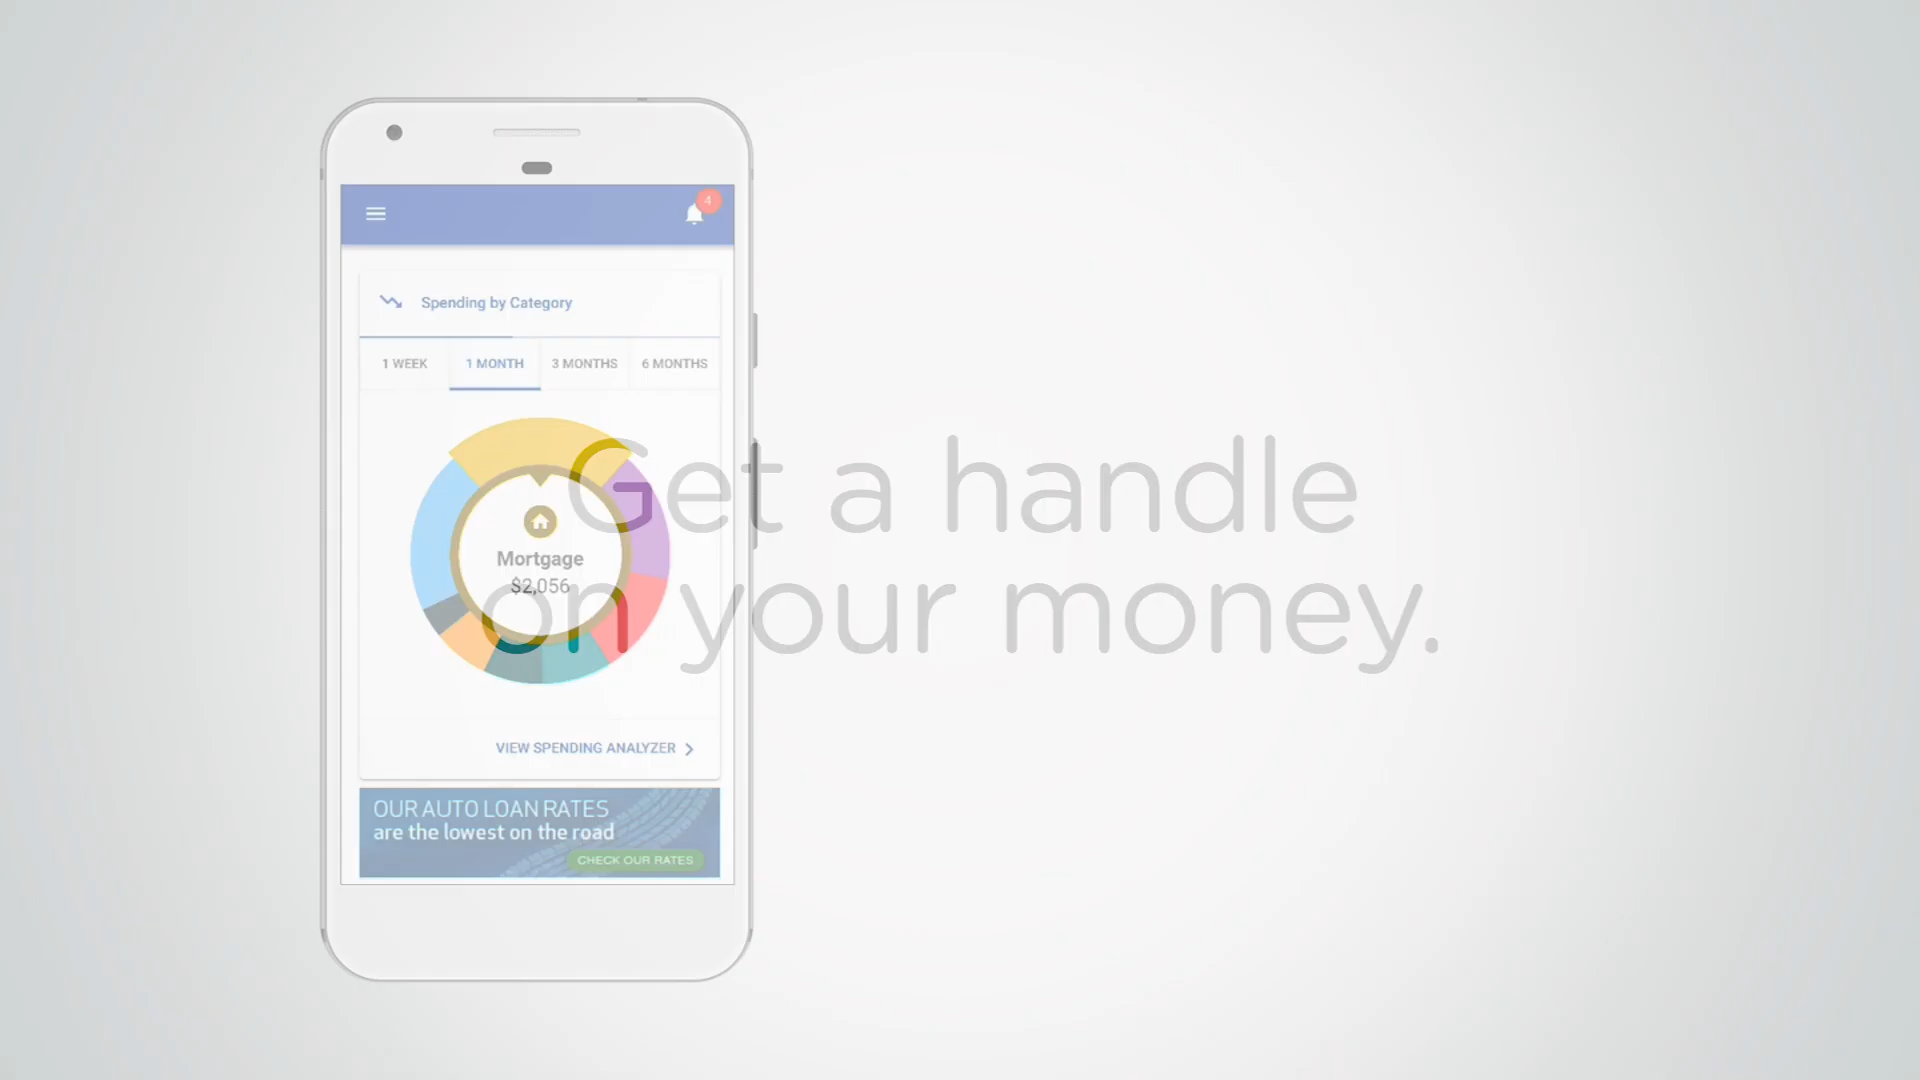 4
Spending by Category
1 WEEK 1 MONTH 3 MONTHS 6 MONTHS
Get a handle
on your money.
Mortgage
$2,056
VIEW SPENDING ANALYZER
OUR AUTO LOAN RATES
are the lowest on the road
CHECK OUR RATES